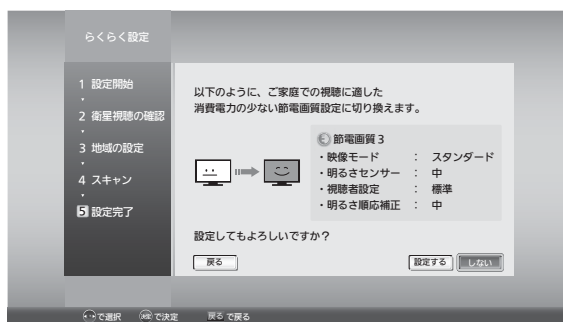 らくらく設定
1 設定開始
2 衛星視聴の確認
3 地域の設定
4 スキャン
5 設定完了
以下のように、ご家庭での視聴に適した
消費電力の少ない節電画質設定に切り換えます。
節電画質3
・映像モード : スタンダード
・明るさセンサー : 中
・視聴者設定 : 標準
・明るさ順応補正 : 中
設定してもよろしいですか?
戻る 設定する しない
で選択 決定 で決定 戻る で戻る